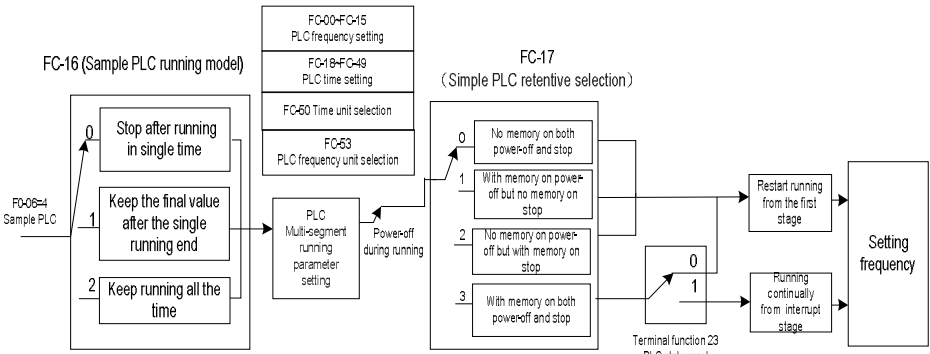 FC-00~FC-15
PLC frequency setting
FC-18~FC-49
PLC time setting
FC-50 Time unit selection
FC-53
PLC frequency unit selection
FC-16 (Sample PLC running model)
F0-06=4
Sample PLC
0
Stop after running
in single time
1
Keep the final value
after the single
running end
2
Keep running all the
time
PLC
Multi-segment
running
parameter
setting
Power-off
during running
FC-17
(Simple PLC retentive selection)
0
No memory on both
power-off and stop
1
With memory on power-
off but no memory on
stop
2
No memory on power-
off but with memory on
stop
3
With memory on both
power-off and stop
0
1
Terminal function 23
Restart running
from the first
stage
Running
continually
from interrupt
stage
Setting
frequency